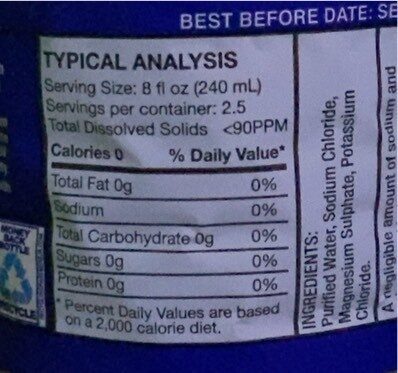 BEST BEFORE DATE: SE
TYPICAL ANALYSIS
Serving Size: 8 fl oz (240 mL)
Servings per container: 2.5
Total Dissolved Solids <90PPM
Calories 0 % Daily Value*
Total Fat 0g 0%
Sodium 0%
Total Carbohydrate 0g 0%
Sugars 0g 0%
Protein 0g 0%
* Percent Daily Values are based
on a 2,000 calorie diet.
INGREDIENTS:
Purified Water, Sodium Chloride,
Magnesium Sulphate, Potassium
Chloride.
A negligible amount of sodium and
MONEY
BACK
BOTTLE